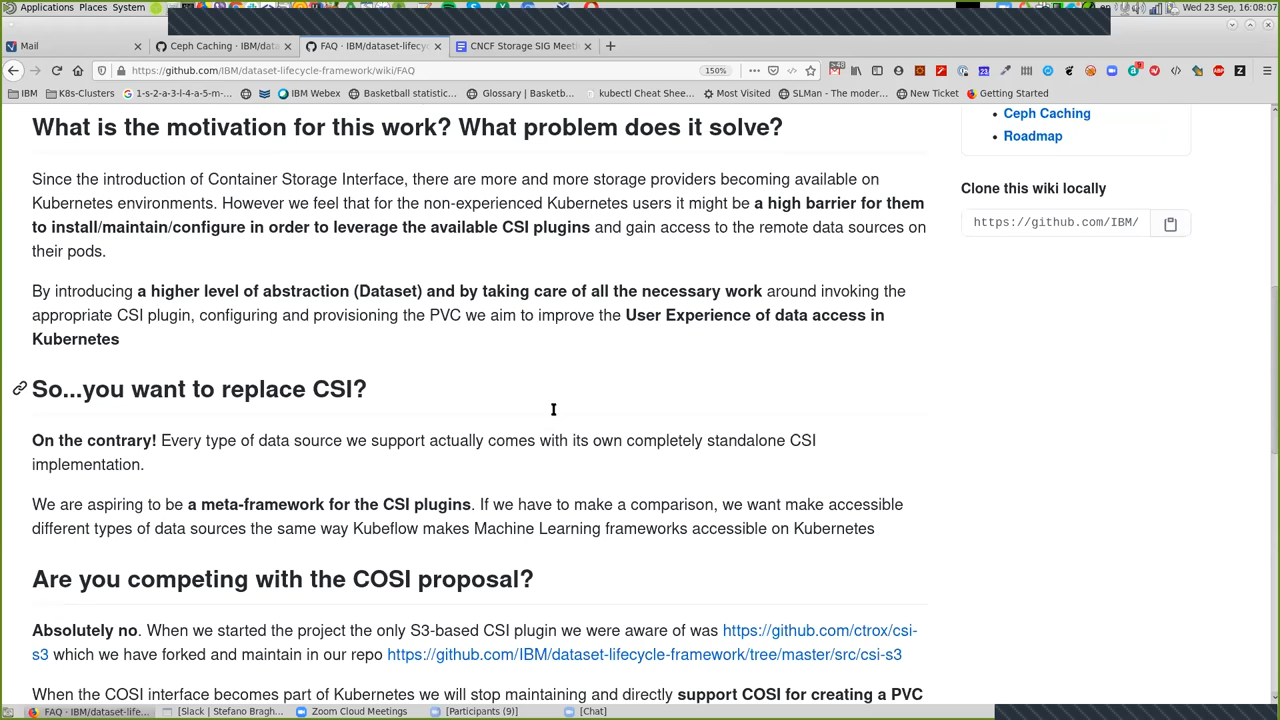 Applications Places System
Wed 23 Sep, 16:08:07
Mail
Ceph Caching · IBM/data
FAQ · IBM/dataset-lifecyc
CNCF Storage SIG Meeti
https://github.com/IBM/dataset-lifecycle-framework/wiki/FAQ
150%
IBM
K8s-Clusters
1-s-2-a-3-l-4-a-5-m-...
IBM Webex
Basketball statistic...
Glossary | Basketb...
kubectl Cheat Shee...
Most Visited
SLMan - The moder...
New Ticket
Getting Started
What is the motivation for this work? What problem does it solve?
Since the introduction of Container Storage Interface, there are more and more storage providers becoming available on
Kubernetes environments. However we feel that for the non-experienced Kubernetes users it might be a high barrier for them
to install/maintain/configure in order to leverage the available CSI plugins and gain access to the remote data sources on
their pods.
By introducing a higher level of abstraction (Dataset) and by taking care of all the necessary work around invoking the
appropriate CSI plugin, configuring and provisioning the PVC we aim to improve the User Experience of data access in
Kubernetes
So...you want to replace CSI?
On the contrary! Every type of data source we support actually comes with its own completely standalone CSI
implementation.
We are aspiring to be a meta-framework for the CSI plugins. If we have to make a comparison, we want make accessible
different types of data sources the same way Kubeflow makes Machine Learning frameworks accessible on Kubernetes
Are you competing with the COSI proposal?
Absolutely no. When we started the project the only S3-based CSI plugin we were aware of was https://github.com/ctrox/csi-
s3 which we have forked and maintain in our repo https://github.com/IBM/dataset-lifecycle-framework/tree/master/src/csi-s3
When the COSI interface becomes part of Kubernetes we will stop maintaining and directly support COSI for creating a PVC
Ceph Caching
Roadmap
Clone this wiki locally
https://github.com/IBM/
FAQ · IBM/dataset-life...
[Slack | Stefano Bragh...
Zoom Cloud Meetings
[Participants (9)]
[Chat]